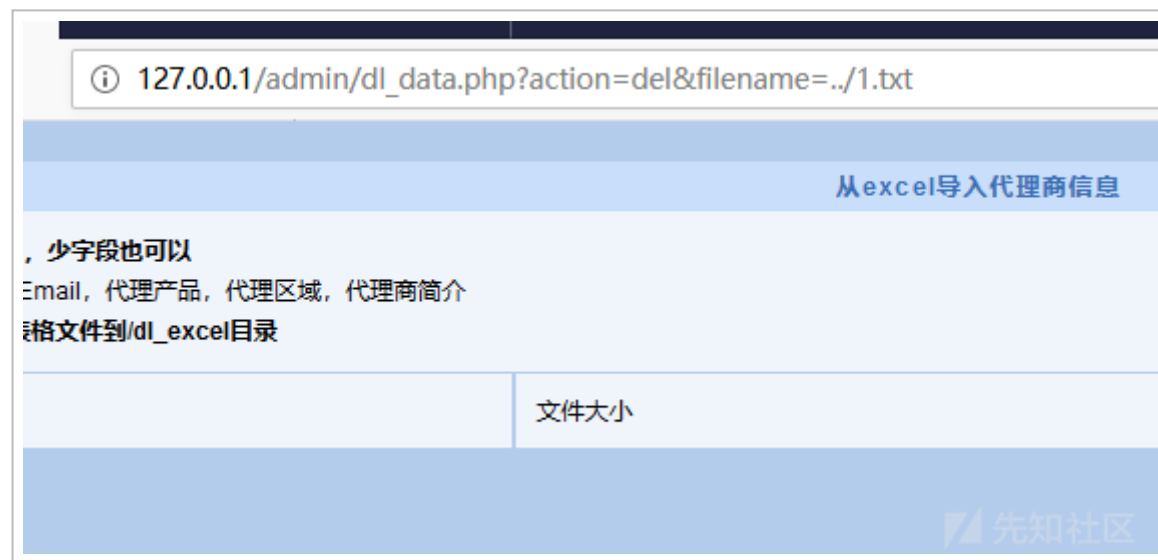 127.0.0.1/admin/dl_data.php?action=del&filename=../1.txt
从excel导入代理商信息
，少字段也可以
Email，代理产品，代理区域，代理商简介
格文件到/dl_excel目录
文件大小
先知社区